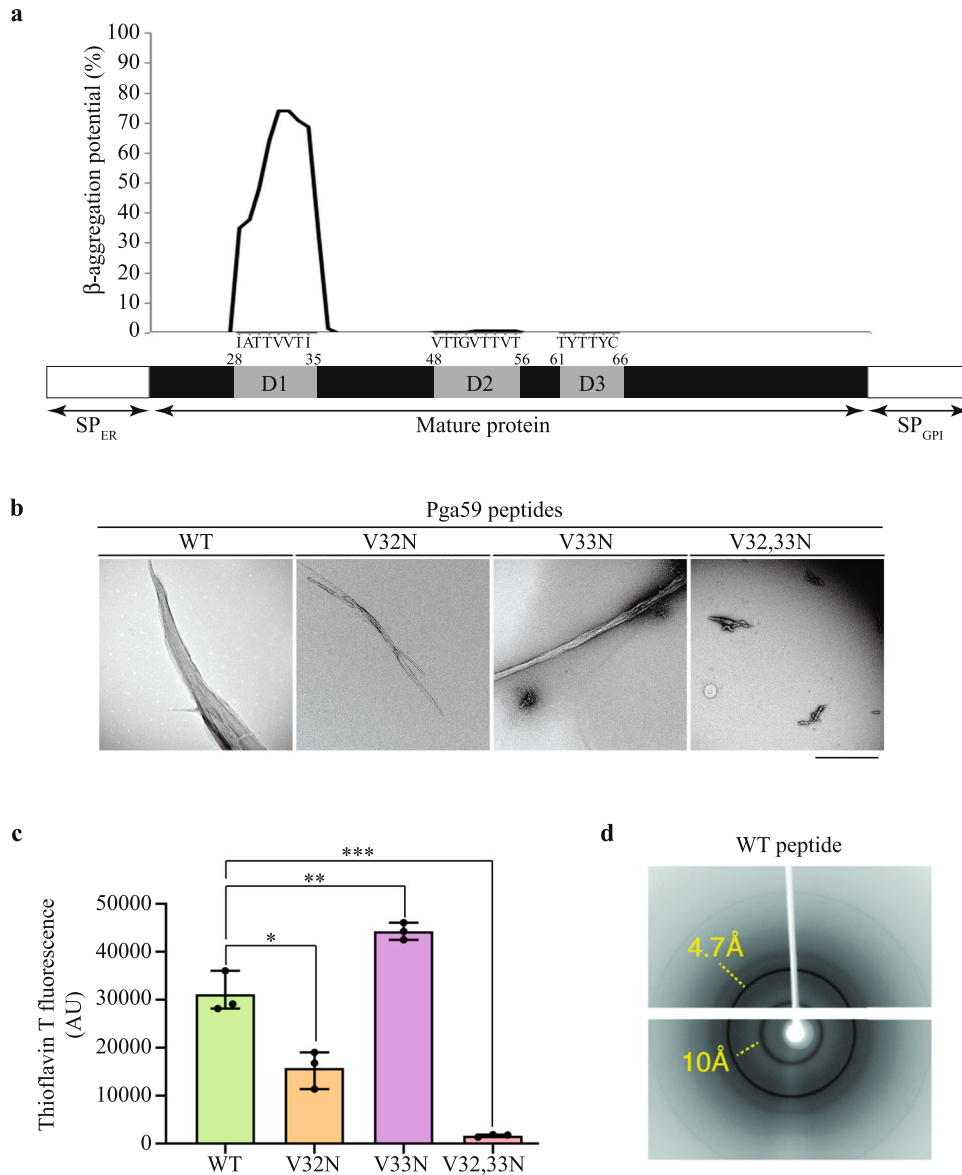 a
β-aggregation potential (%)
100
90
80
70
60
50
40
30
20
10
0
IATTVVTI VTTGVTTVT TYTTYC
28 35 48 56 61 66
D1 D2 D3
SP_ER Mature protein SP_GPI
b
Pga59 peptides
WT V32N V33N V32,33N
c
Thioflavin T fluorescence
(AU)
50000
40000
30000
20000
10000
0
***
**
*
WT V32N V33N V32,33N
d
WT peptide
4.7Å
10Å